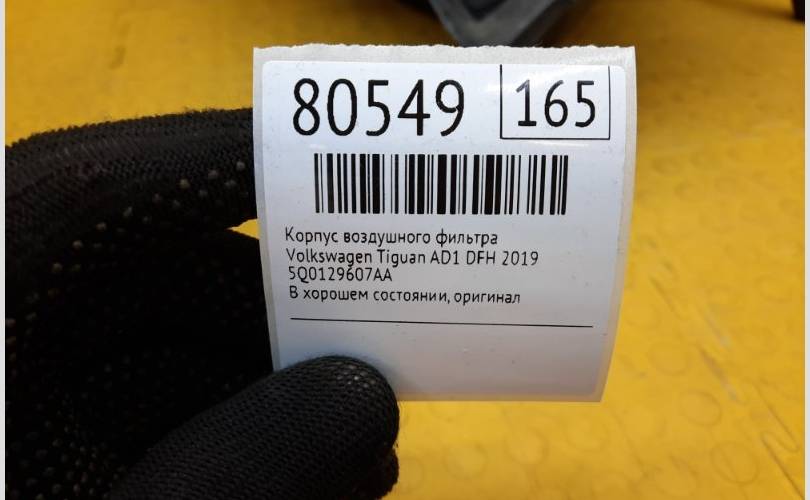 80549 165
Корпус воздушного фильтра
Volkswagen Tiguan AD1 DFH 2019
5Q0129607AA
В хорошем состоянии, оригинал